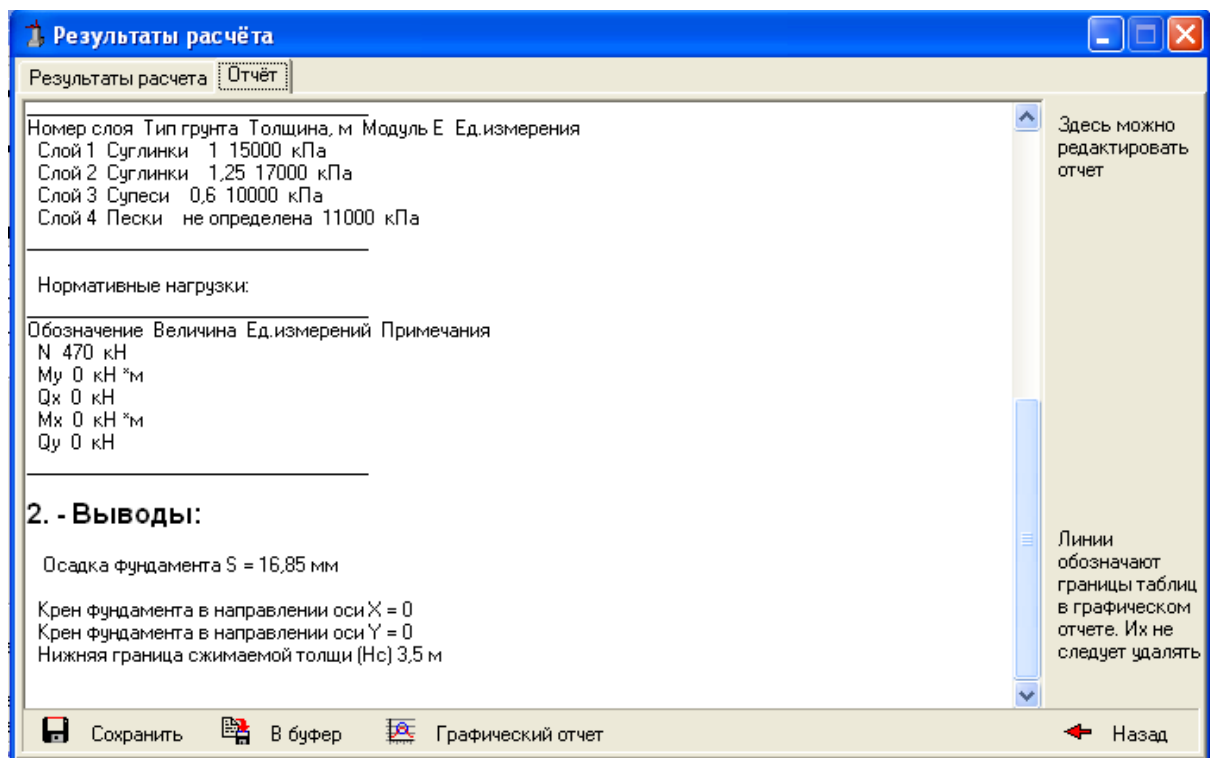 Результаты расчёта
Результаты расчета Отчёт
Номер слоя Тип грунта Толщина, м Модуль Е Ед.измерения
Слой 1 Суглинки 1 15000 кПа
Слой 2 Суглинки 1,25 17000 кПа
Слой 3 Супеси 0,6 10000 кПа
Слой 4 Пески не определена 11000 кПа
Нормативные нагрузки:
Обозначение Величина Ед.измерений Примечания
N 470 кН
My 0 кН *м
Qx 0 кН
Mx 0 кН *м
Qy 0 кН
2. - Выводы:
Осадка фундамента S = 16,85 мм
Крен фундамента в направлении оси X = 0
Крен фундамента в направлении оси Y = 0
Нижняя граница сжимаемой толщи (Hc) 3,5 м
Здесь можно
редактировать
отчет
Линии
обозначают
границы таблиц
в графическом
отчете. Их не
следует удалять
Сохранить В буфер Графический отчет Назад